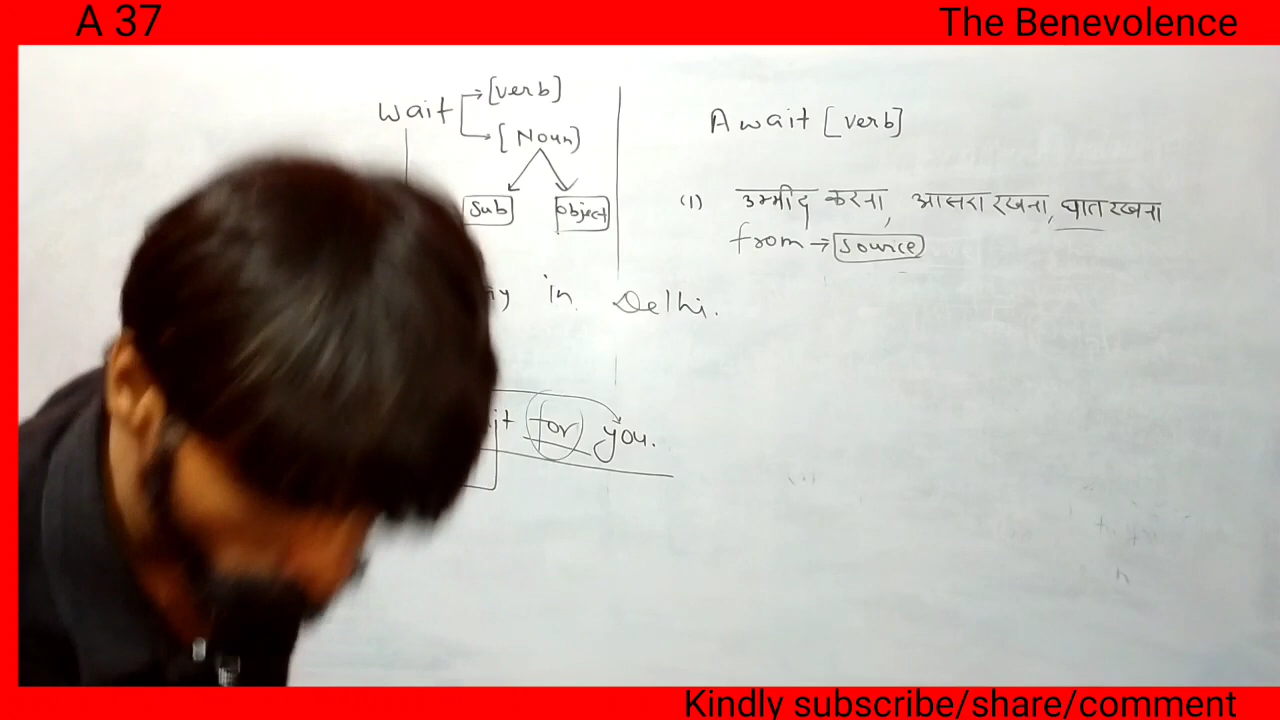 A 37
The Benevolence
wait
[verb]
[Noun]
sub
object
in Delhi.
for you.
Await [verb]
(1) उम्मीद करना, आसरा रखना, घात रखना
from → source
Kindly subscribe/share/comment